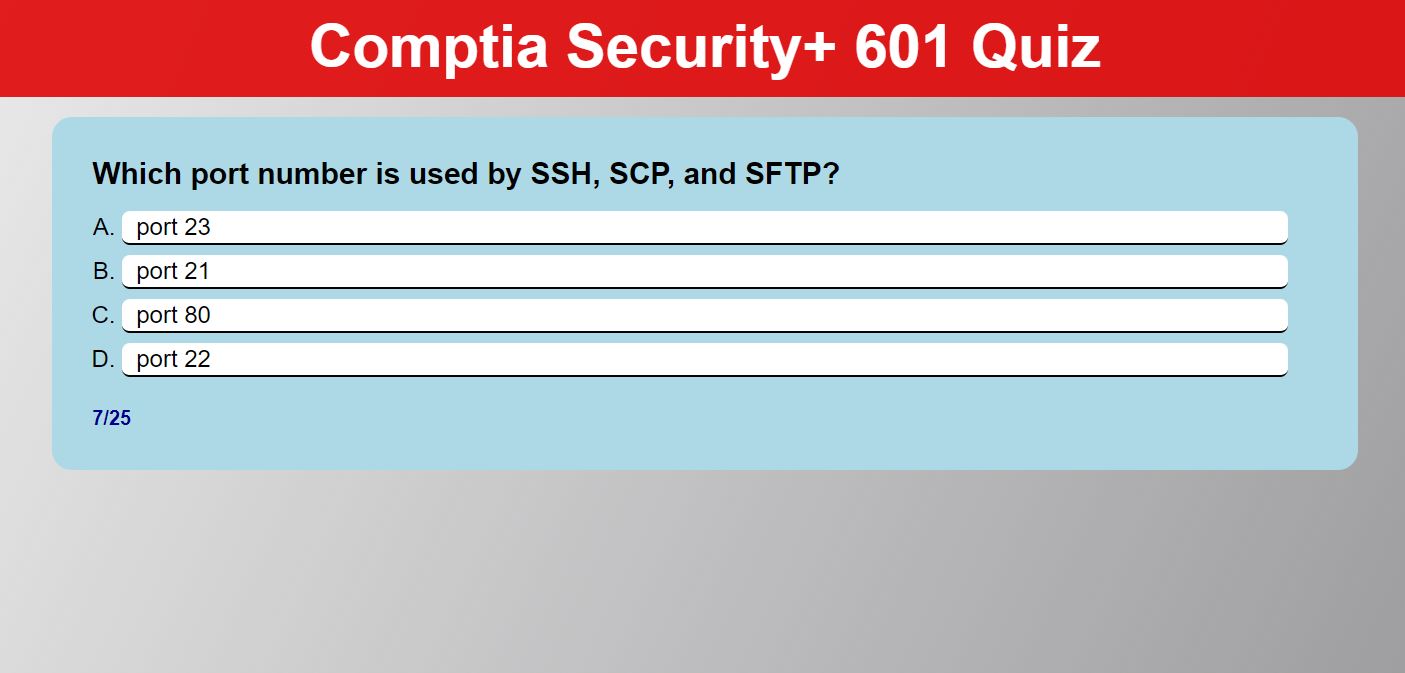 Comptia Security+ 601 Quiz
Which port number is used by SSH, SCP, and SFTP?
A. port 23
B. port 21
C. port 80
D. port 22
7/25